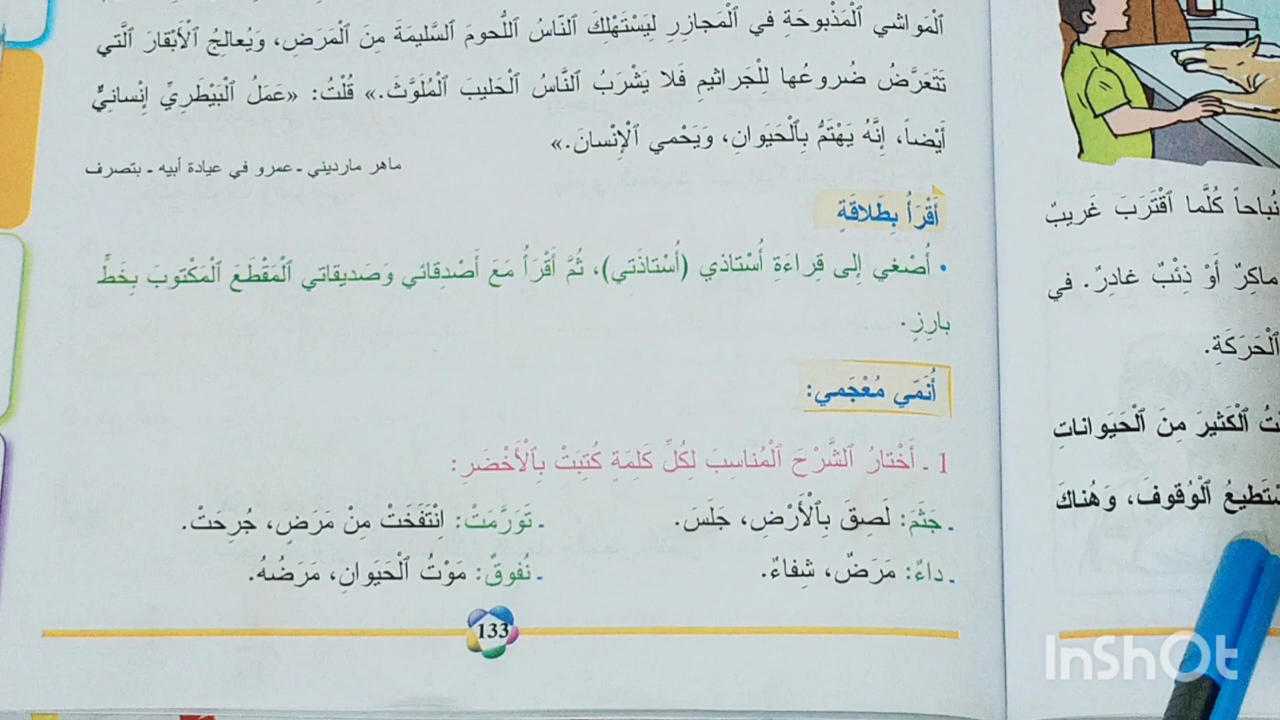 ٱلْمَواشي ٱلْمَذْبوحَةِ في ٱلْمَجازِرِ لِيَسْتَهْلِكَ ٱلنَّاسُ ٱللُّحومَ ٱلسَّليمَةَ مِنَ ٱلْمَرَضِ، وَيُعالِجُ ٱلْأَبْقارَ ٱلَّتي
تَتَعَرَّضُ ضُروعُها لِلْجَراثيمِ فَلا يَشْرَبُ ٱلنَّاسُ ٱلْحَليبَ ٱلْمُلَوَّثَ.» قُلْتُ: «عَمَلُ ٱلْبَيْطَرِيِّ إِنْسانِيٌّ
أَيْضاً، إِنَّهُ يَهْتَمُّ بِٱلْحَيَوانِ، وَيَحْمي ٱلْإِنْسانَ.»
ماهر مارديني ـ عمرو في عيادة أبيه ـ بتصرف
أَقْرَأُ بِطَلاقَةٍ
• أُصْغي إِلى قِراءَةِ أُسْتاذي (أُسْتاذَتي)، ثُمَّ أَقْرَأُ مَعَ أَصْدِقائي وَصَديقاتي ٱلْمَقْطَعَ ٱلْمَكْتوبَ بِخَطٍّ
بارِزٍ.
أُنَمّي مُعْجَمي:
1 ـ أَخْتارُ ٱلشَّرْحَ ٱلْمُناسِبَ لِكُلِّ كَلِمَةٍ كُتِبَتْ بِٱلْأَخْضَرِ:
ـ جَثَمَ: لَصِقَ بِٱلْأَرْضِ، جَلَسَ. ـ تَوَرَّمَتْ: اِنْتَفَخَتْ مِنْ مَرَضٍ، جُرِحَتْ.
ـ داءٌ: مَرَضٌ، شِفاءٌ. ـ نُفوقٌ: مَوْتُ ٱلْحَيَوانِ، مَرَضُهُ.
133
نُباحاً كُلَّما ٱقْتَرَبَ غَريبٌ
ماكِرٌ أَوْ ذِئْبٌ غادِرٌ. في
ٱلْحَرَكَةِ.
ٱلْكَثيرَ مِنَ ٱلْحَيَواناتِ
ٱلْوُقوفَ، وَهُناكَ
InShOt